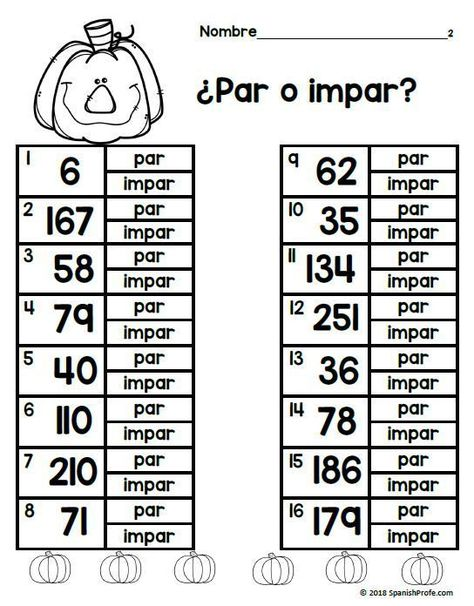 Nombre____________________2
¿Par o impar?
1 6 par
impar
2 167 par
impar
3 58 par
impar
4 79 par
impar
5 40 par
impar
6 110 par
impar
7 210 par
impar
8 71 par
impar
9 62 par
impar
10 35 par
impar
11 134 par
impar
12 251 par
impar
13 36 par
impar
14 78 par
impar
15 186 par
impar
16 179 par
impar
© 2018 SpanishProfe.com